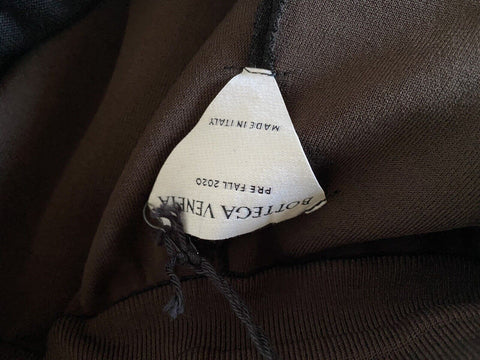 BOTTEGA VENETA
PRE FALL 2020
MADE IN ITALY